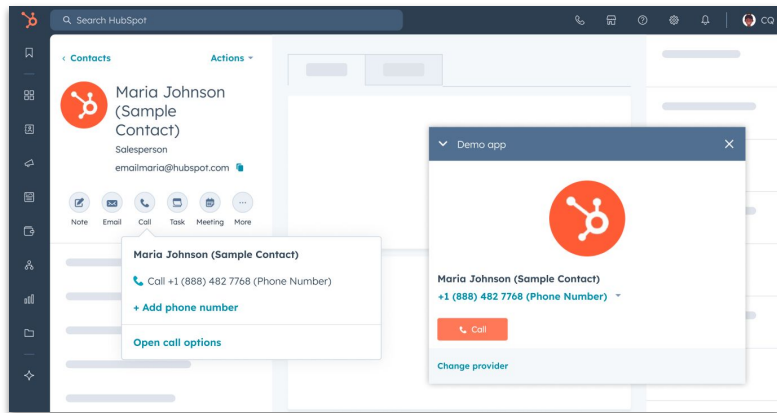 Search HubSpot
CQ
Contacts
Actions
Maria Johnson
(Sample
Contact)
Salesperson
emailmaria@hubspot.com
Note Email Call Task Meeting More
Maria Johnson (Sample Contact)
Call +1 (888) 482 7768 (Phone Number)
+ Add phone number
Open call options
Demo app
Maria Johnson (Sample Contact)
+1 (888) 482 7768 (Phone Number)
Call
Change provider